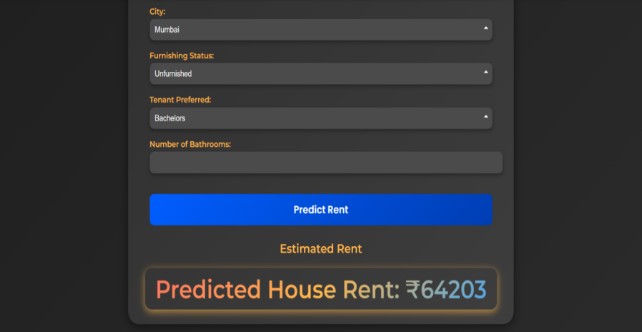 City:
Mumbai
Furnishing Status:
Unfurnished
Tenant Preferred:
Bachelors
Number of Bathrooms:
Predict Rent
Estimated Rent
Predicted House Rent: ₹64203